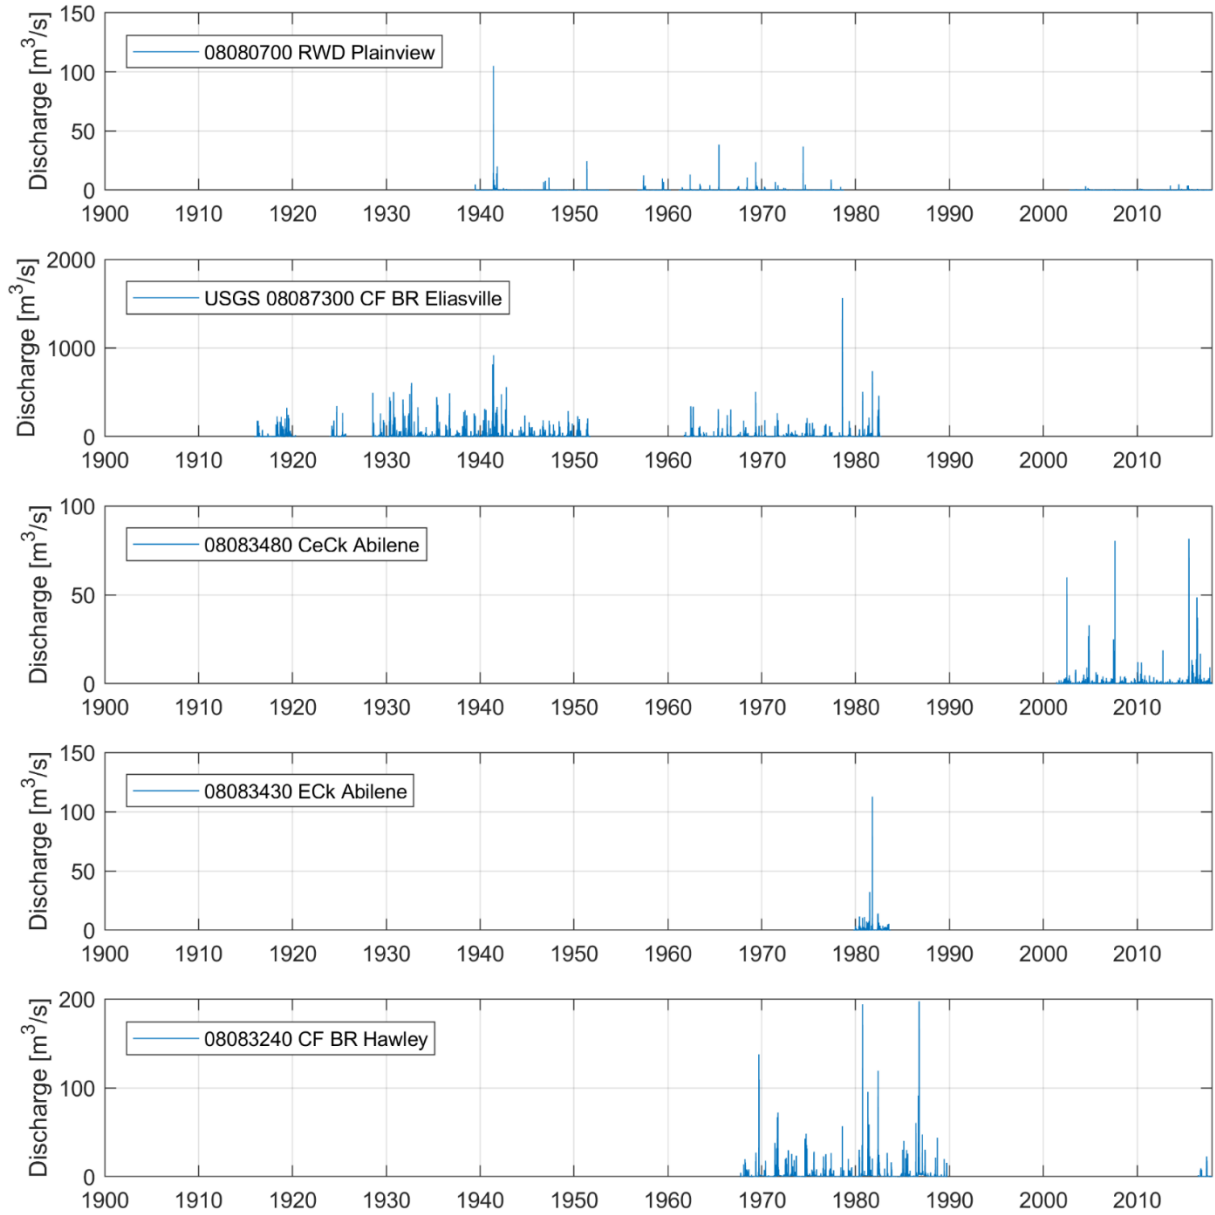 Discharge [m³/s]
150
100
50
0
08080700 RWD Plainview
1900 1910 1920 1930 1940 1950 1960 1970 1980 1990 2000 2010
Discharge [m³/s]
2000
1000
0
USGS 08087300 CF BR Eliasville
1900 1910 1920 1930 1940 1950 1960 1970 1980 1990 2000 2010
Discharge [m³/s]
100
50
0
08083480 CeCk Abilene
1900 1910 1920 1930 1940 1950 1960 1970 1980 1990 2000 2010
Discharge [m³/s]
150
100
50
0
08083430 ECk Abilene
1900 1910 1920 1930 1940 1950 1960 1970 1980 1990 2000 2010
Discharge [m³/s]
200
100
0
08083240 CF BR Hawley
1900 1910 1920 1930 1940 1950 1960 1970 1980 1990 2000 2010